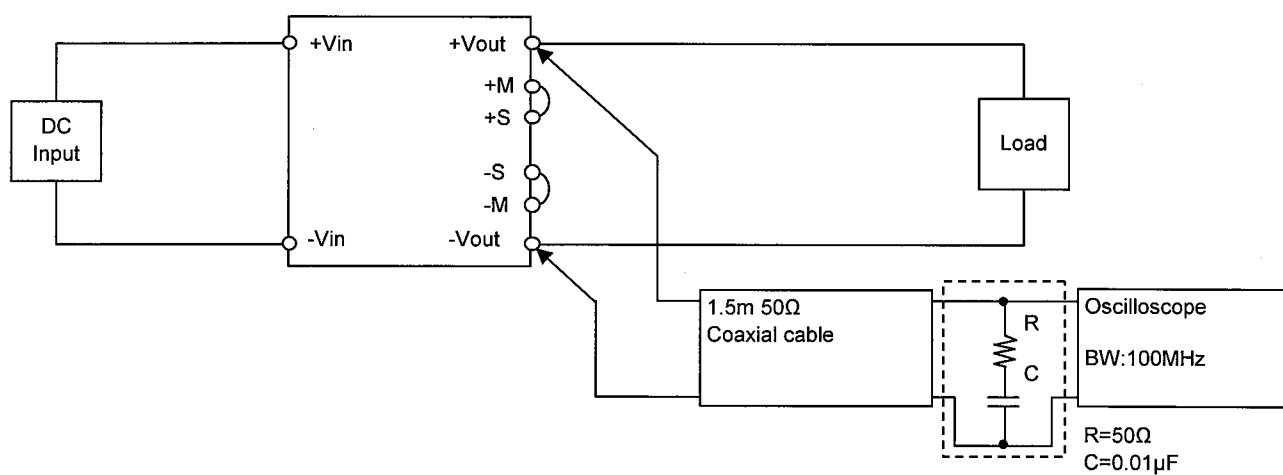 DC
Input
+Vin
-Vin
+Vout
+M
+S
-S
-M
-Vout
Load
1.5m 50Ω
Coaxial cable
R
C
Oscilloscope
BW:100MHz
R=50Ω
C=0.01µF